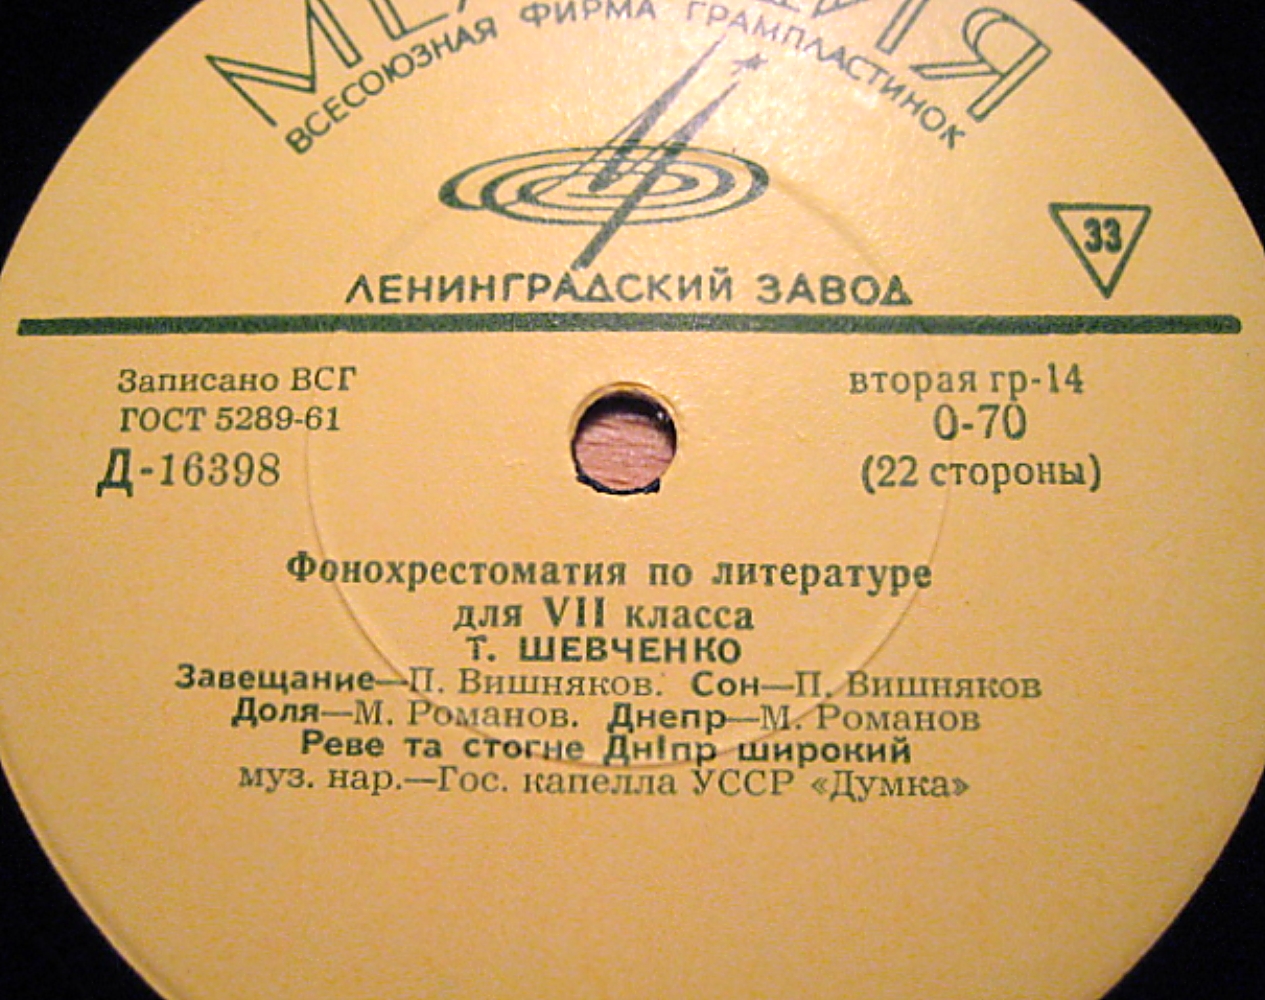 ВСЕСОЮЗНАЯ ФИРМА ГРАМПЛАСТИНОК
33
ЛЕНИНГРАДСКИЙ ЗАВОД
Записано ВСГ
ГОСТ 5289-61
Д-16398
вторая гр-14
0-70
(22 стороны)
Фонохрестоматия по литературе
для VII класса
Т. ШЕВЧЕНКО
Завещание—П. Вишняков. Сон—П. Вишняков
Доля—М. Романов. Днепр—М. Романов
Реве та стогне Дніпр широкий
муз. нар.—Гос. капелла УССР «Думка»